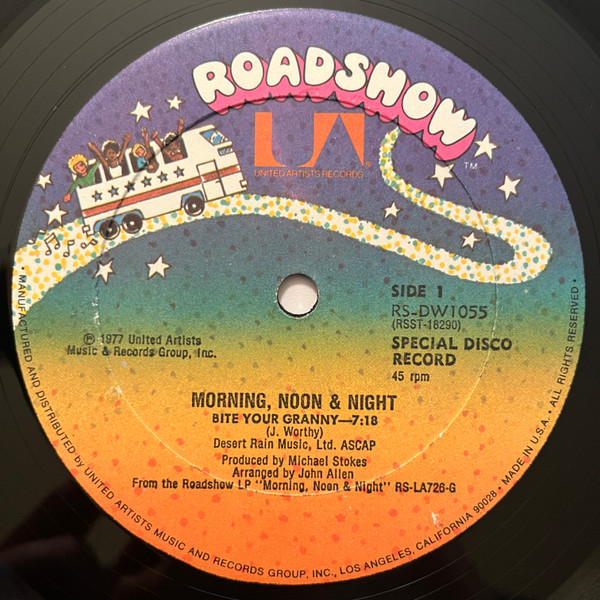 ROADSHOW
TM
UA
UNITED ARTISTS RECORDS
®
SIDE 1
RS-DW1055
(RSST-18290)
SPECIAL DISCO
RECORD
45 rpm
℗ 1977 United Artists
Music & Records Group, Inc.
MORNING, NOON & NIGHT
BITE YOUR GRANNY—7:18
(J. Worthy)
Desert Rain Music, Ltd. ASCAP
Produced by Michael Stokes
Arranged by John Allen
From the Roadshow LP "Morning, Noon & Night" RS-LA726-G
• MANUFACTURED AND DISTRIBUTED by UNITED ARTISTS MUSIC AND RECORDS GROUP, INC., LOS ANGELES, CALIFORNIA 90028 • MADE IN U.S.A. • ALL RIGHTS RESERVED •